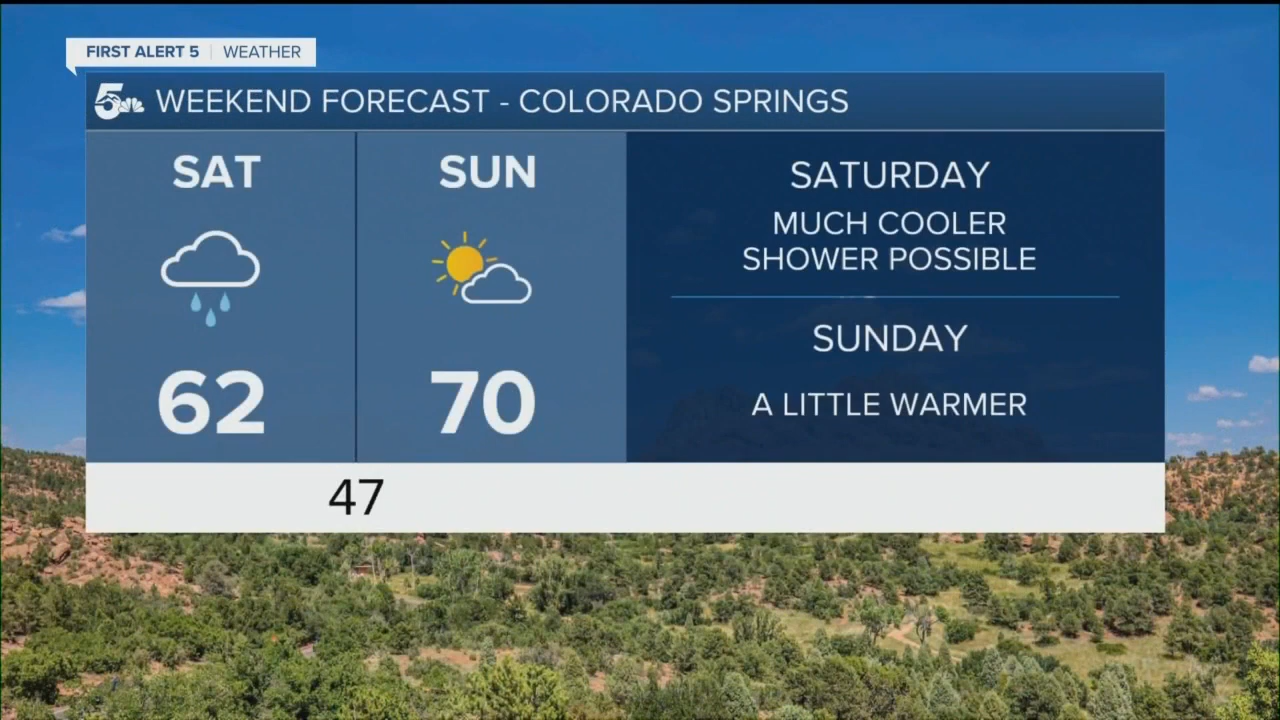 FIRST ALERT 5 | WEATHER
5 WEEKEND FORECAST - COLORADO SPRINGS
SAT
SUN
62
70
47
SATURDAY
MUCH COOLER
SHOWER POSSIBLE
SUNDAY
A LITTLE WARMER